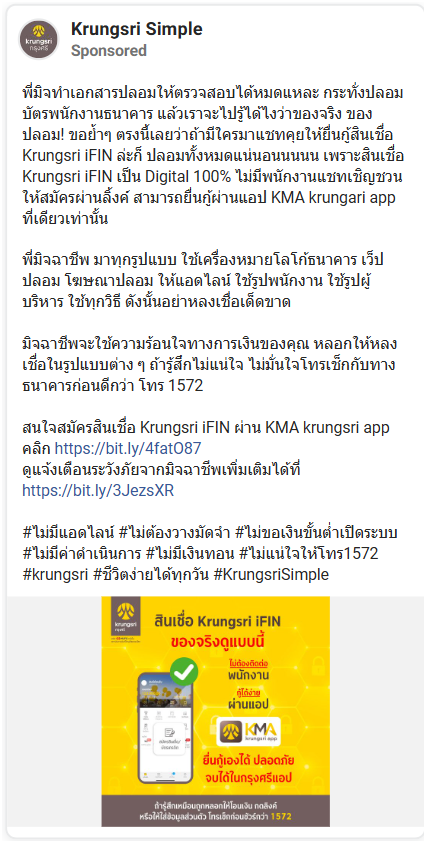 krungsri
กรุงศรี
Krungsri Simple
Sponsored
พี่มิจทำเอกสารปลอมให้ตรวจสอบได้หมดแหละ กระทั่งปลอม
บัตรพนักงานธนาคาร แล้วเราจะไปรู้ได้ไงว่าของจริง ของ
ปลอม! ขอย้ำๆ ตรงนี้เลยว่าถ้ามีใครมาแชทคุยให้ยื่นกู้สินเชื่อ
Krungsri iFIN ล่ะก็ ปลอมทั้งหมดแน่นอนนนนน เพราะสินเชื่อ
Krungsri iFIN เป็น Digital 100% ไม่มีพนักงานแชทเชิญชวน
ให้สมัครผ่านลิ้งค์ สามารถยื่นกู้ผ่านแอป KMA krungari app
ที่เดียวเท่านั้น
พี่มิจฉาชีพ มาทุกรูปแบบ ใช้เครื่องหมายโลโก้ธนาคาร เว็ป
ปลอม โฆษณาปลอม ให้แอดไลน์ ใช้รูปพนักงาน ใช้รูปผู้
บริหาร ใช้ทุกวิธี ดังนั้นอย่าหลงเชื่อเด็ดขาด
มิจฉาชีพจะใช้ความร้อนใจทางการเงินของคุณ หลอกให้หลง
เชื่อในรูปแบบต่าง ๆ ถ้ารู้สึกไม่แน่ใจ ไม่มั่นใจโทรเช็กกับทาง
ธนาคารก่อนดีกว่า โทร 1572
สนใจสมัครสินเชื่อ Krungsri iFIN ผ่าน KMA krungsri app
คลิก https://bit.ly/4fatO87
ดูแจ้งเตือนระวังภัยจากมิจฉาชีพเพิ่มเติมได้ที่
https://bit.ly/3JezsXR
#ไม่มีแอดไลน์ #ไม่ต้องวางมัดจำ #ไม่ขอเงินขั้นต่ำเปิดระบบ
#ไม่มีค่าดำเนินการ #ไม่มีเงินทอน #ไม่แน่ใจให้โทร1572
#krungsri #ชีวิตง่ายได้ทุกวัน #KrungsriSimple
krungsri
กรุงศรี
สินเชื่อ Krungsri iFIN
ของจริงดูแบบนี้
ไม่ต้องติดต่อ
พนักงาน
กู้ได้ง่าย
ผ่านแอป
KMA
krungsri app
ยื่นกู้เองได้ ปลอดภัย
จบได้ในกรุงศรีแอป
ถ้ารู้สึกเหมือนถูกหลอกให้โอนเงิน กดลิงค์
หรือให้ใส่ข้อมูลส่วนตัว โทรเช็กก่อนชัวร์กว่า 1572